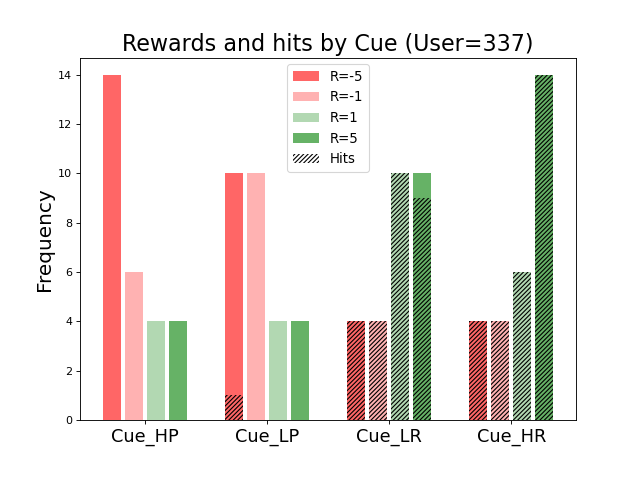 Rewards and hits by Cue (User=337)
R=-5
R=-1
R=1
R=5
Hits
Frequency
14
12
10
8
6
4
2
0
Cue_HP
Cue_LP
Cue_LR
Cue_HR